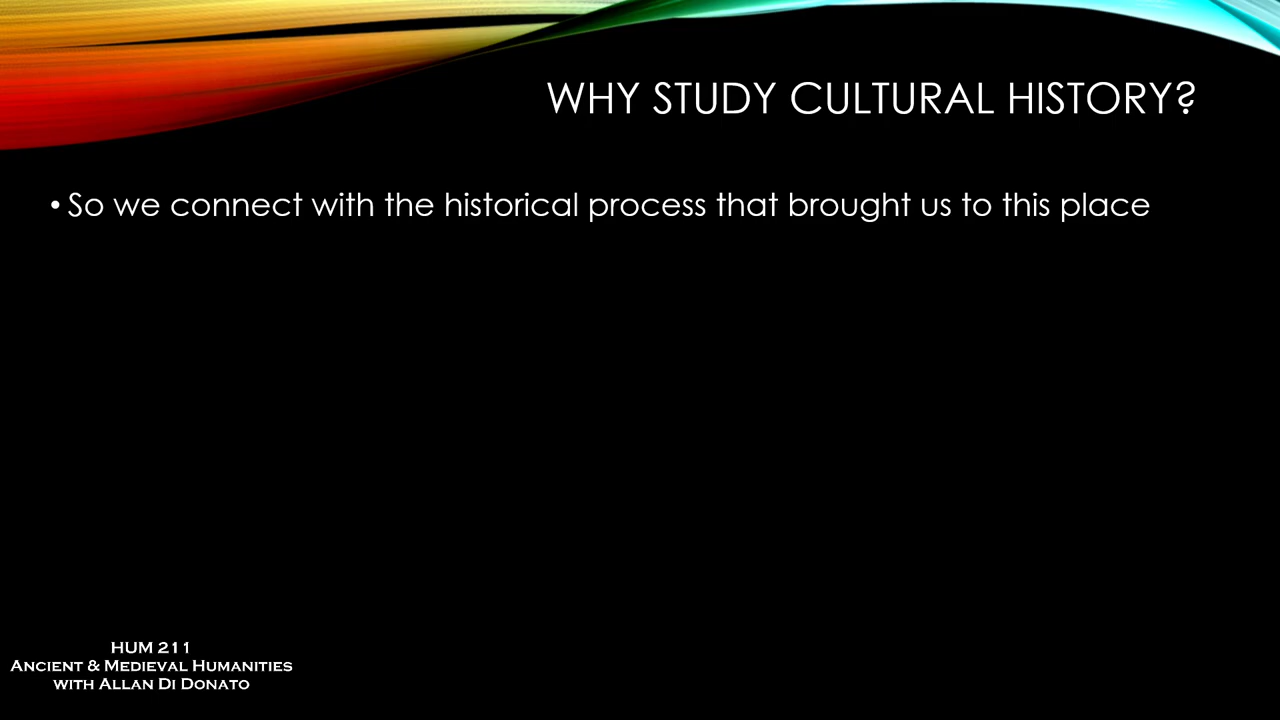 WHY STUDY CULTURAL HISTORY?
• So we connect with the historical process that brought us to this place
HUM 211
Ancient & Medieval Humanities
with Allan Di Donato